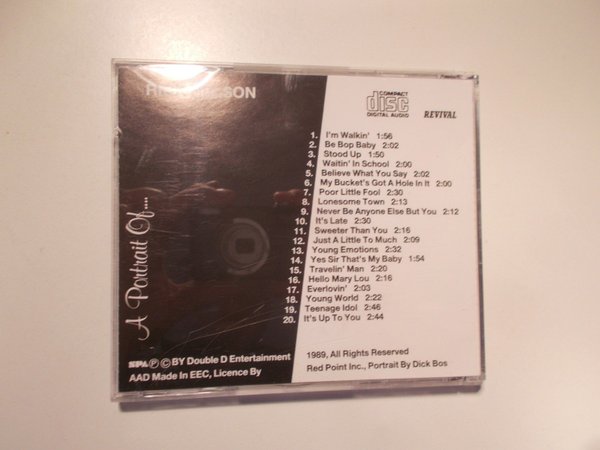 COMPACT
disc
DIGITAL AUDIO
REVIVAL
1. I'm Walkin' 1:56
2. Be Bop Baby 2:02
3. Stood Up 1:50
4. Waitin' In School 2:00
5. Believe What You Say 2:02
6. My Bucket's Got A Hole In It 2:00
7. Poor Little Fool 2:30
8. Lonesome Town 2:13
9. Never Be Anyone Else But You 2:12
10. It's Late 2:30
11. Sweeter Than You 2:16
12. Just A Little To Much 2:09
13. Young Emotions 2:32
14. Yes Sir That's My Baby 1:54
15. Travelin' Man 2:20
16. Hello Mary Lou 2:16
17. Everlovin' 2:03
18. Young World 2:22
19. Teenage Idol 2:46
20. It's Up To You 2:44
A Portrait Of....
SPA ⓅⒸ BY Double D Entertainment
AAD Made In EEC, Licence By
1989, All Rights Reserved
Red Point Inc., Portrait By Dick Bos